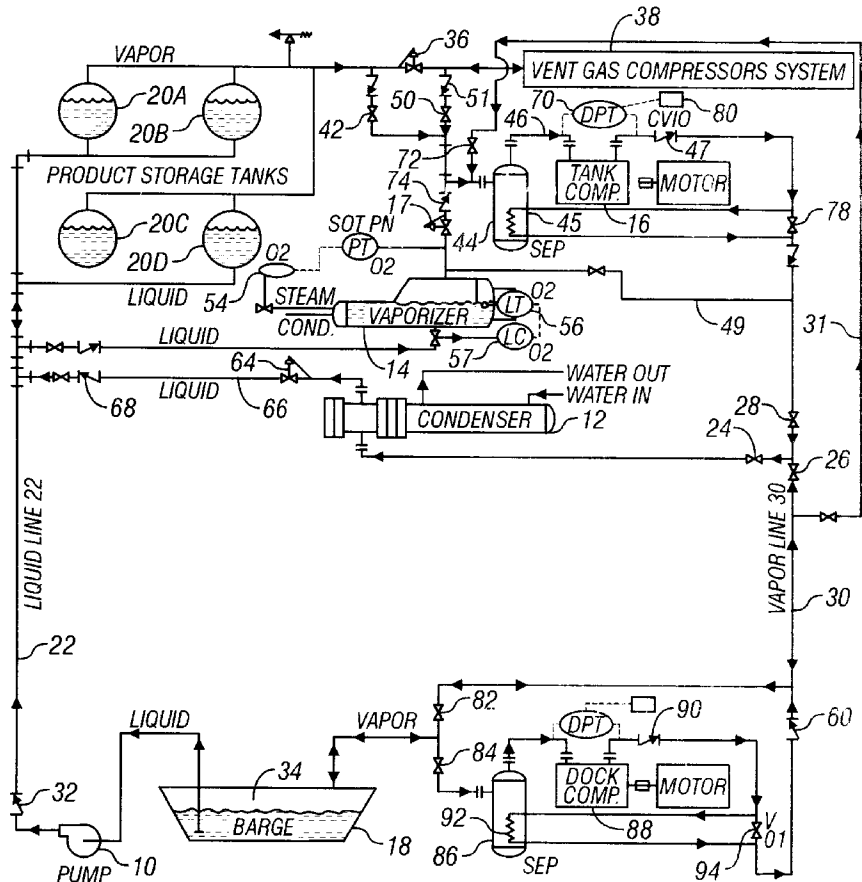 36
38
VAPOR
VENT GAS COMPRESSORS SYSTEM
20A
20B
51
50
42
70
DPT
80
46
CVIO
47
72
TANK COMP.
MOTOR
PRODUCT STORAGE TANKS
74
17
16
78
20C
20D
SOT PN
PT
O2
44
45
SEP
O2
54
LIQUID
STEAM
COND.
VAPORIZER
LT
O2
56
49
31
LIQUID
14
57
LC
O2
64
LIQUID
68
66
WATER OUT
WATER IN
CONDENSER
12
28
24
26
LIQUID LINE 22
VAPOR LINE 30
22
30
LIQUID
VAPOR
82
DPT
90
60
84
32
34
DOCK COMP.
MOTOR
BARGE
92
88
V
01
PUMP
10
18
86
SEP
94